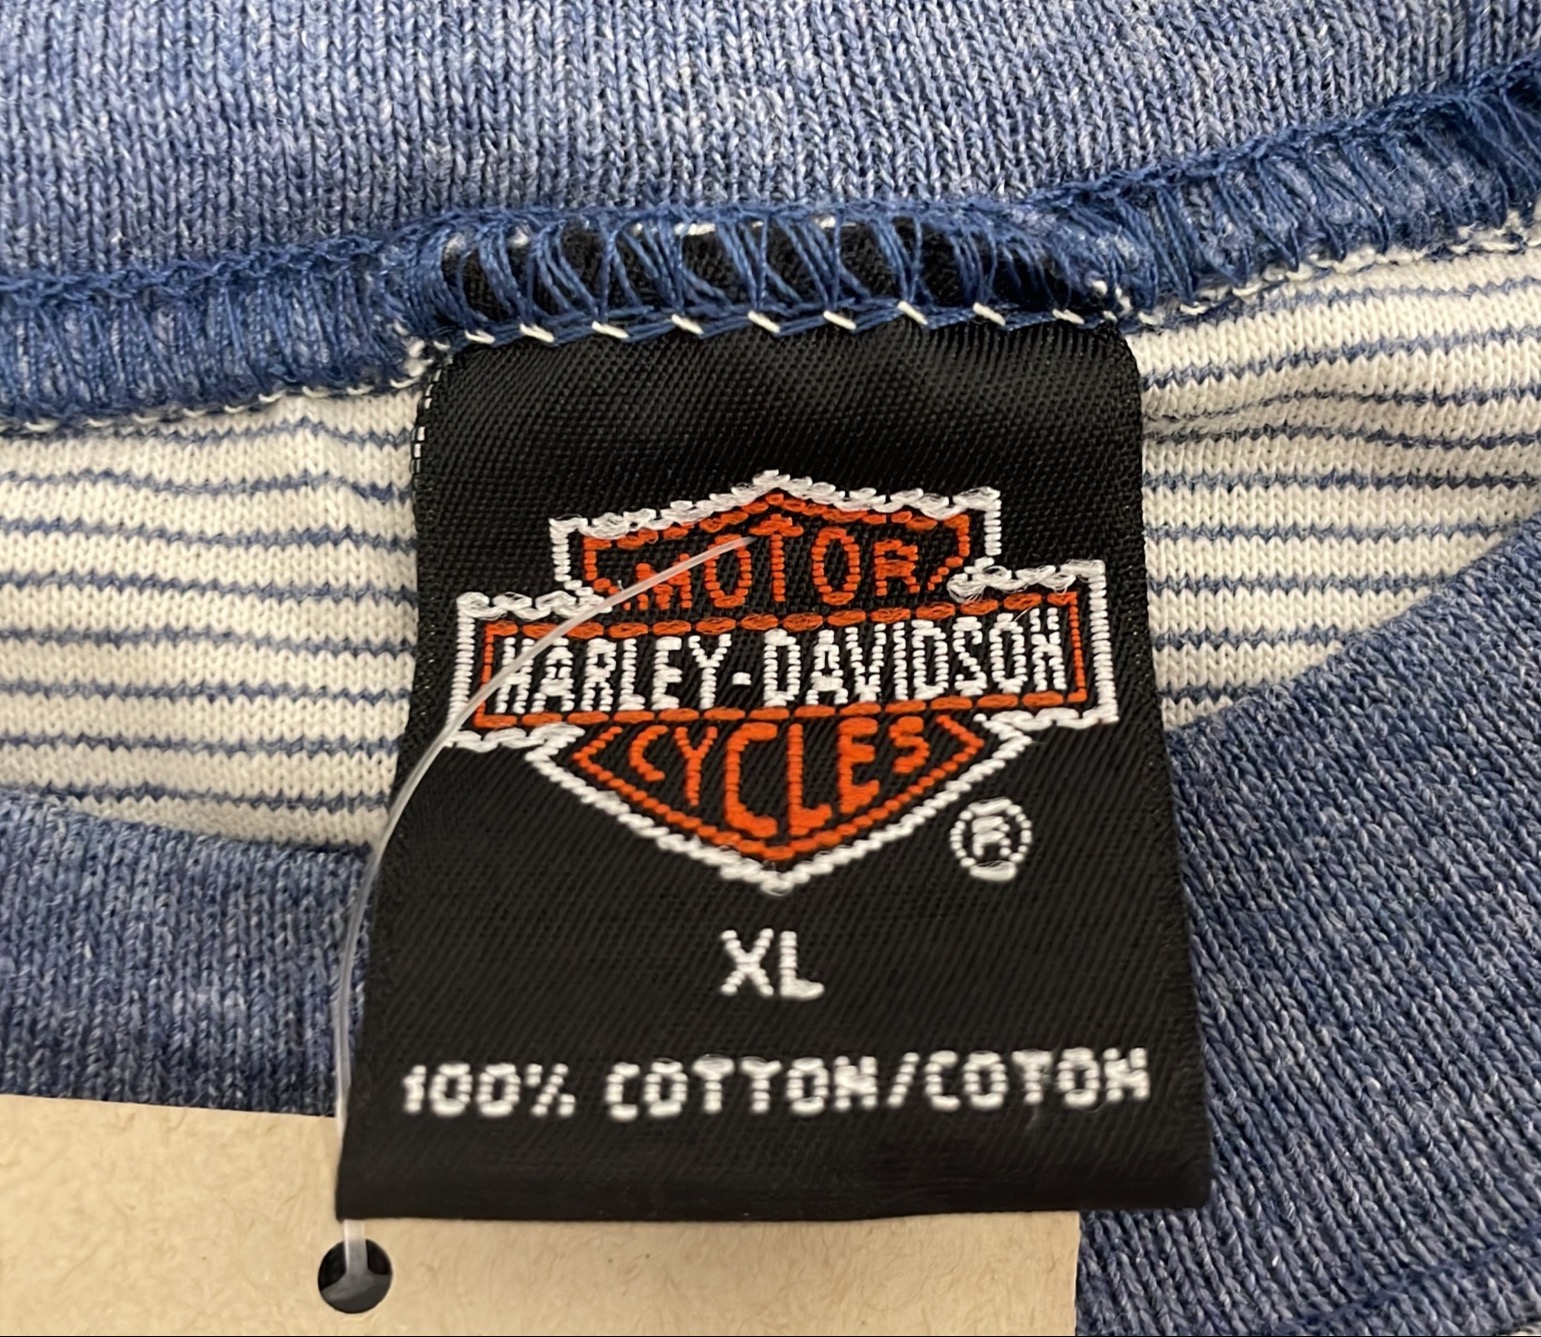 MOTOR
HARLEY-DAVIDSON
CYCLES
®
XL
100% COTTON/COTON